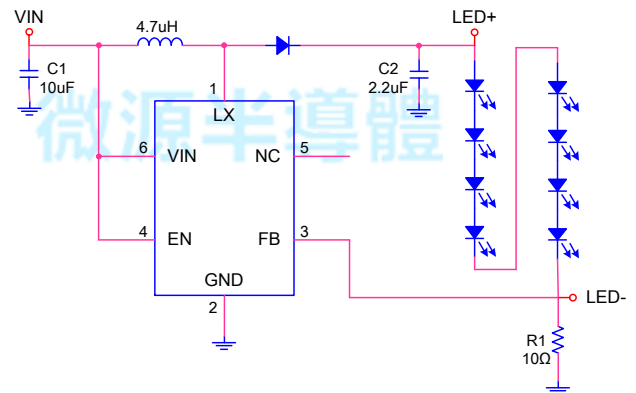 VIN
4.7uH
LED+
C1
10uF
C2
2.2uF
1
LX
微源半導體
6
VIN
NC
5
4
EN
FB
3
GND
2
LED-
R1
10Ω